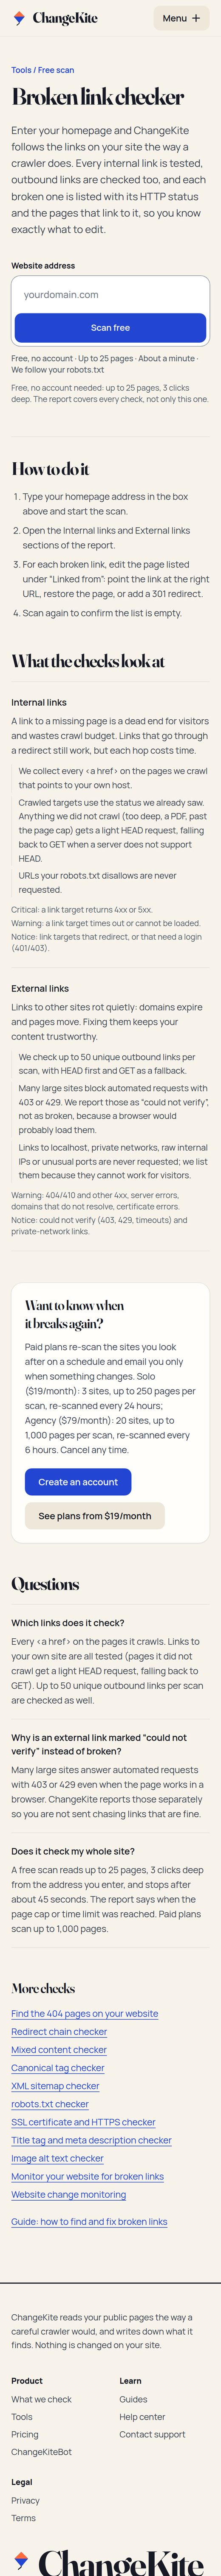 ChangeKite
Menu +
Tools / Free scan
Broken link checker
Enter your homepage and ChangeKite
follows the links on your site the way a
crawler does. Every internal link is tested,
outbound links are checked too, and each
broken one is listed with its HTTP status
and the pages that link to it, so you know
exactly what to edit.
Website address
yourdomain.com
Scan free
Free, no account · Up to 25 pages · About a minute ·
We follow your robots.txt
Free, no account needed: up to 25 pages, 3 clicks
deep. The report covers every check, not only this one.
How to do it
1. Type your homepage address in the box
above and start the scan.
2. Open the Internal links and External links
sections of the report.
3. For each broken link, edit the page listed
under “Linked from”: point the link at the right
URL, restore the page, or add a 301 redirect.
4. Scan again to confirm the list is empty.
What the checks look at
Internal links
A link to a missing page is a dead end for visitors
and wastes crawl budget. Links that go through
a redirect still work, but each hop costs time.
We collect every <a href> on the pages we crawl
that points to your own host.
Crawled targets use the status we already saw.
Anything we did not crawl (too deep, a PDF, past
the page cap) gets a light HEAD request, falling
back to GET when a server does not support
HEAD.
URLs your robots.txt disallows are never
requested.
Critical: a link target returns 4xx or 5xx.
Warning: a link target times out or cannot be loaded.
Notice: link targets that redirect, or that need a login
(401/403).
External links
Links to other sites rot quietly: domains expire
and pages move. Fixing them keeps your
content trustworthy.
We check up to 50 unique outbound links per
scan, with HEAD first and GET as a fallback.
Many large sites block automated requests with
403 or 429. We report those as “could not verify”,
not as broken, because a browser would
probably load them.
Links to localhost, private networks, raw internal
IPs or unusual ports are never requested; we list
them because they cannot work for visitors.
Warning: 404/410 and other 4xx, server errors,
domains that do not resolve, certificate errors.
Notice: could not verify (403, 429, timeouts) and
private-network links.
Want to know when
it breaks again?
Paid plans re-scan the sites you look
after on a schedule and email you only
when something changes. Solo
($19/month): 3 sites, up to 250 pages per
scan, re-scanned every 24 hours;
Agency ($79/month): 20 sites, up to
1,000 pages per scan, re-scanned every
6 hours. Cancel any time.
Create an account
See plans from $19/month
Questions
Which links does it check?
Every <a href> on the pages it crawls. Links to
your own site are all tested (pages it did not
crawl get a light HEAD request, falling back to
GET). Up to 50 unique outbound links per scan
are checked as well.
Why is an external link marked “could not
verify” instead of broken?
Many large sites answer automated requests
with 403 or 429 even when the page works in a
browser. ChangeKite reports those separately
so you are not sent chasing links that are fine.
Does it check my whole site?
A free scan reads up to 25 pages, 3 clicks deep
from the address you enter, and stops after
about 45 seconds. The report says when the
page cap or time limit was reached. Paid plans
scan up to 1,000 pages.
More checks
Find the 404 pages on your website
Redirect chain checker
Mixed content checker
Canonical tag checker
XML sitemap checker
robots.txt checker
SSL certificate and HTTPS checker
Title tag and meta description checker
Image alt text checker
Monitor your website for broken links
Website change monitoring
Guide: how to find and fix broken links
ChangeKite reads your public pages the way a
careful crawler would, and writes down what it
finds. Nothing is changed on your site.
Product
What we check
Tools
Pricing
ChangeKiteBot
Learn
Guides
Help center
Contact support
Legal
Privacy
Terms
ChangeKite